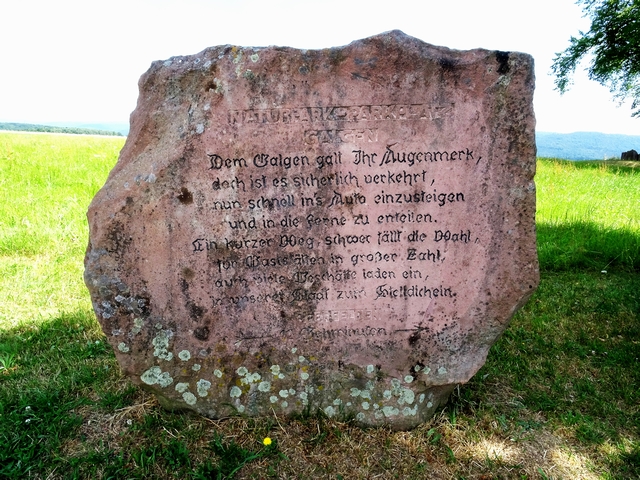 NATURPARK-PARKPLATZ
GALGEN
Dem Galgen galt Ihr Augenmerk,
doch ist es sicherlich verkehrt,
nun schnell in's Auto einzusteigen
und in die Ferne zu enteilen.
Ein kurzer Weg, schwer fällt die Wahl,
für Gaststätten in großer Zahl,
auch viele Geschäfte laden ein,
in unserer Stadt zum Stelldichein.